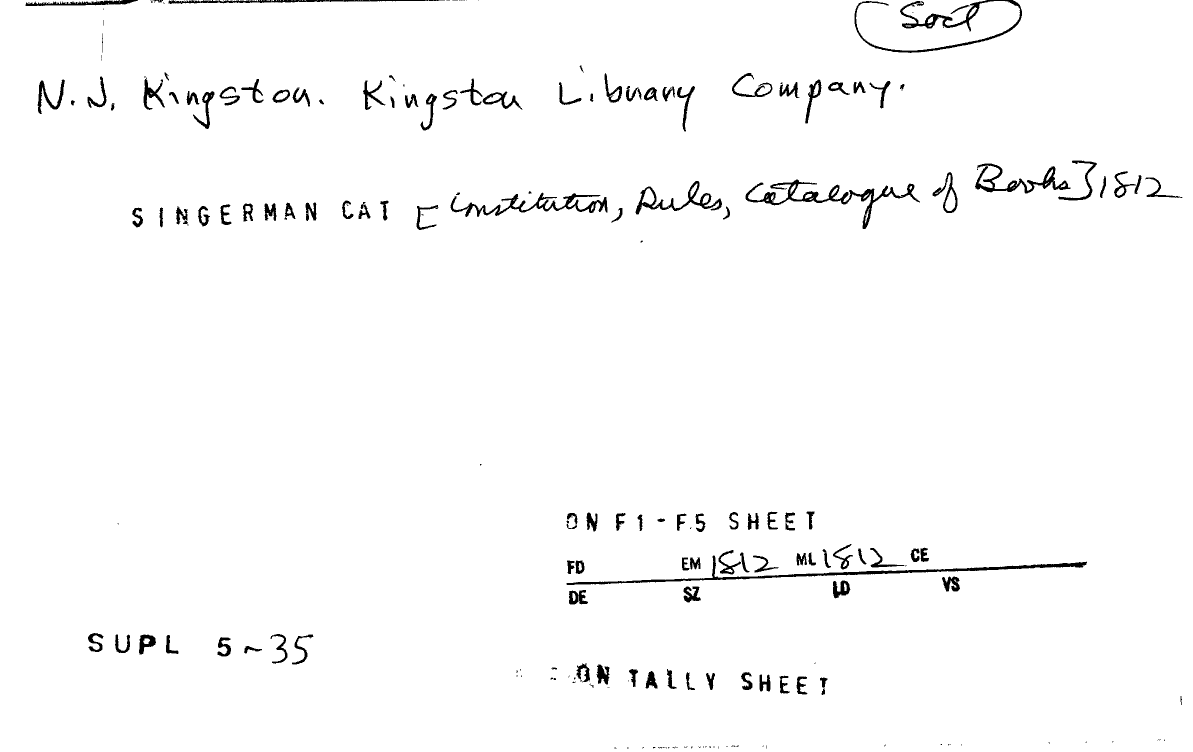 Socl
N.J. Kingston. Kingston Library Company.
SINGERMAN CAT [Constitution, Rules, Catalogue of Books] 1812
ON F1-F5 SHEET
FD EM 1812 ML 1812 CE
DE SZ LD VS
SUPL 5-35
ON TALLY SHEET